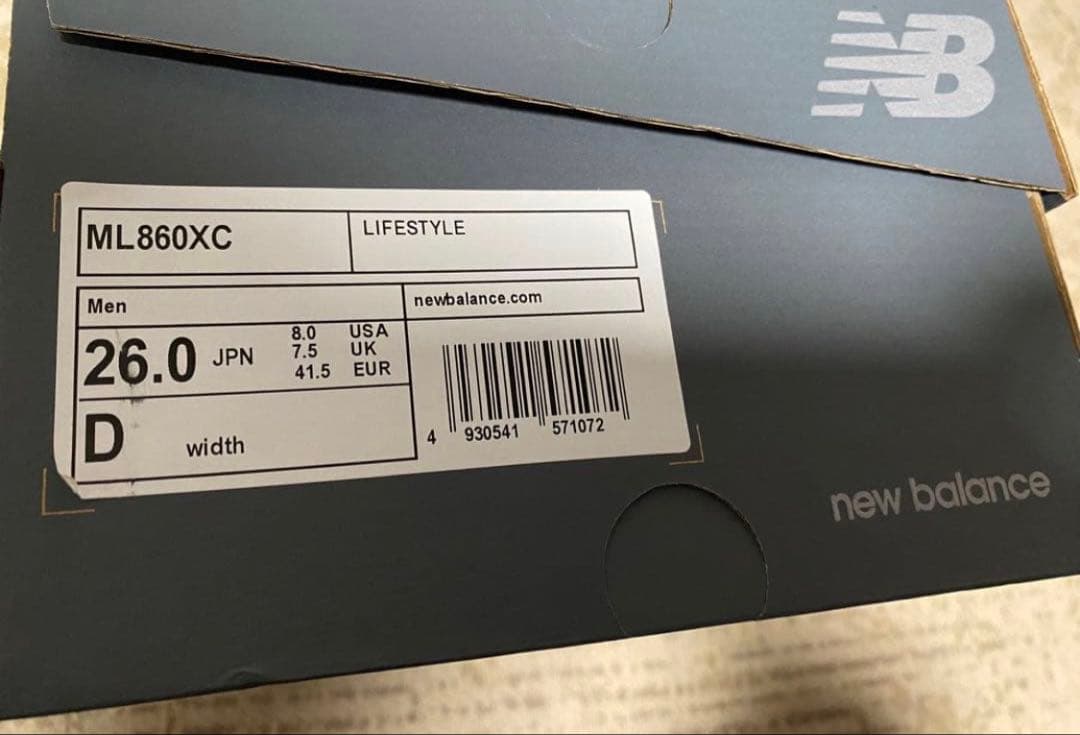 NB
ML860XC
LIFESTYLE
Men
newbalance.com
26.0 JPN
8.0 USA
7.5 UK
41.5 EUR
D width
4 930541 571072
new balance